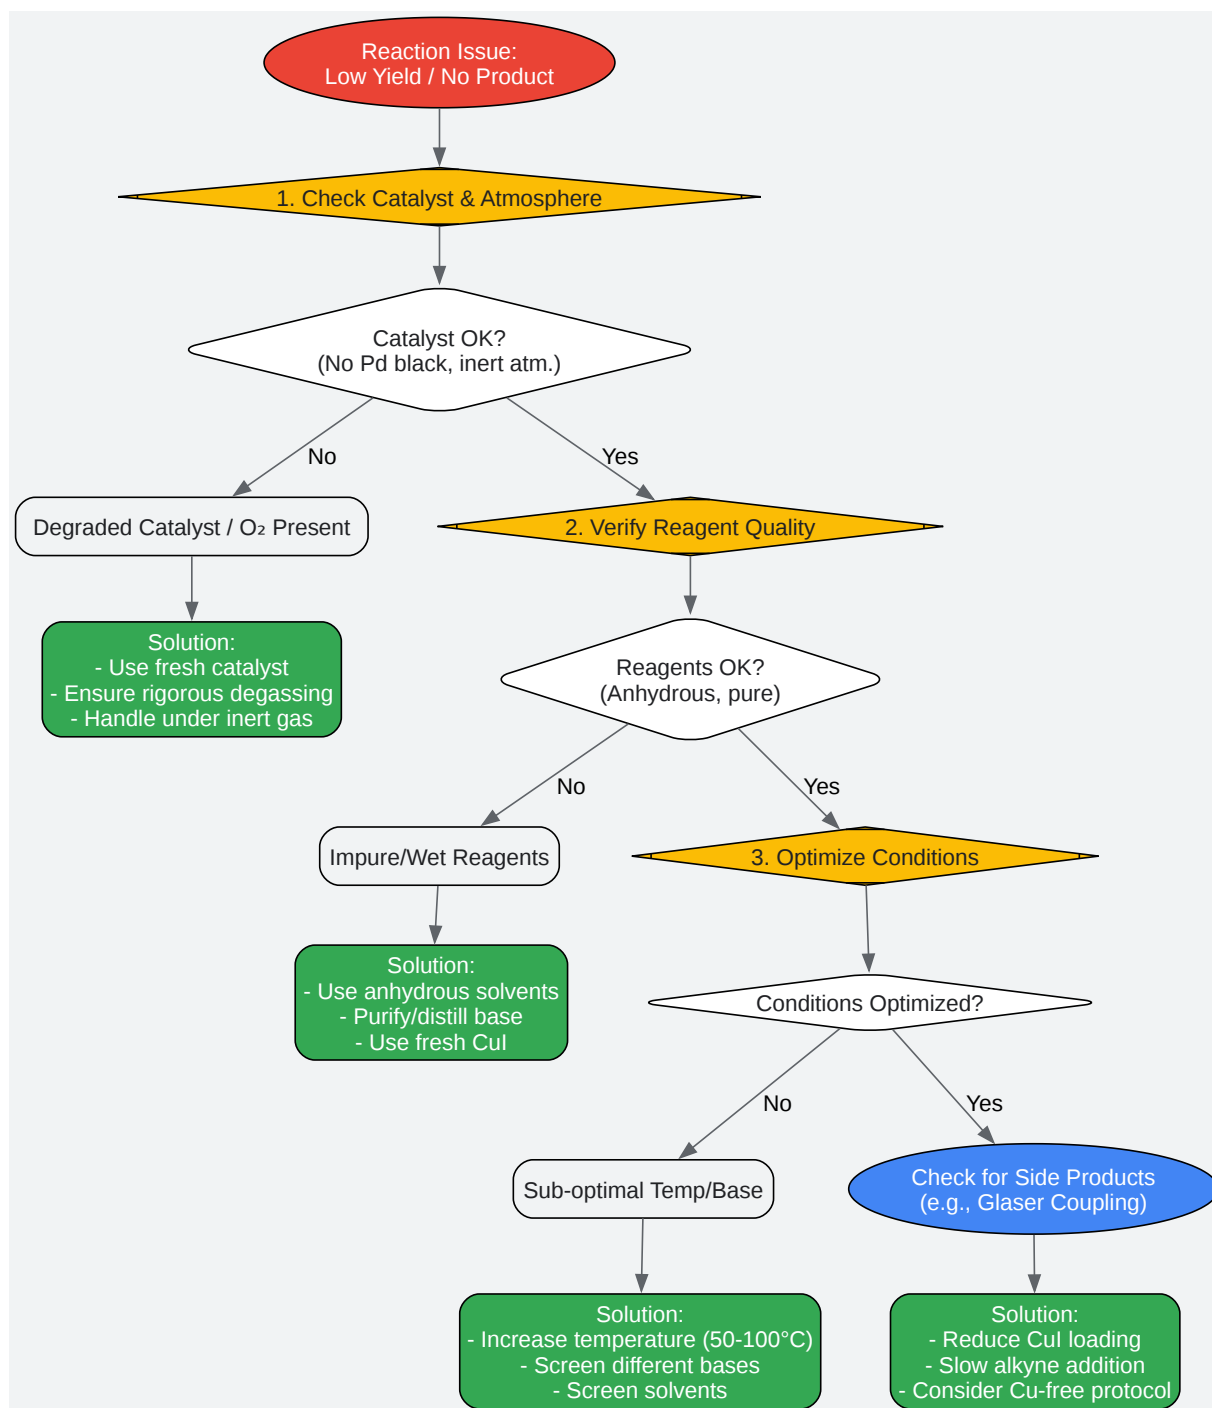 Reaction Issue:
Low Yield / No Product
1. Check Catalyst & Atmosphere
Catalyst OK?
(No Pd black, inert atm.)
No
Yes
Degraded Catalyst / O₂ Present
2. Verify Reagent Quality
Solution:
- Use fresh catalyst
- Ensure rigorous degassing
- Handle under inert gas
Reagents OK?
(Anhydrous, pure)
No
Yes
Impure/Wet Reagents
3. Optimize Conditions
Solution:
- Use anhydrous solvents
- Purify/distill base
- Use fresh CuI
Conditions Optimized?
No
Yes
Sub-optimal Temp/Base
Check for Side Products
(e.g., Glaser Coupling)
Solution:
- Increase temperature (50-100°C)
- Screen different bases
- Screen solvents
Solution:
- Reduce CuI loading
- Slow alkyne addition
- Consider Cu-free protocol